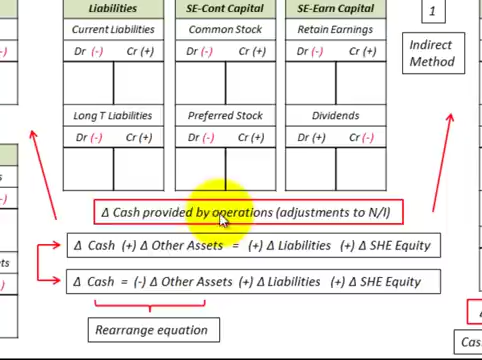 Liabilities SE-Cont Capital SE-Earn Capital
1
Current Liabilities Common Stock Retain Earnings
Dr (-) Cr (+) Dr (-) Cr (+) Dr (-) Cr (+)
Indirect
Method
Long T Liabilities Preferred Stock Dividends
Dr (-) Cr (+) Dr (-) Cr (+) Dr (+) Cr (-)
Δ Cash provided by operations (adjustments to N/I)
Δ Cash (+) Δ Other Assets = (+) Δ Liabilities (+) Δ SHE Equity
Δ Cash = (-) Δ Other Assets (+) Δ Liabilities (+) Δ SHE Equity
Rearrange equation